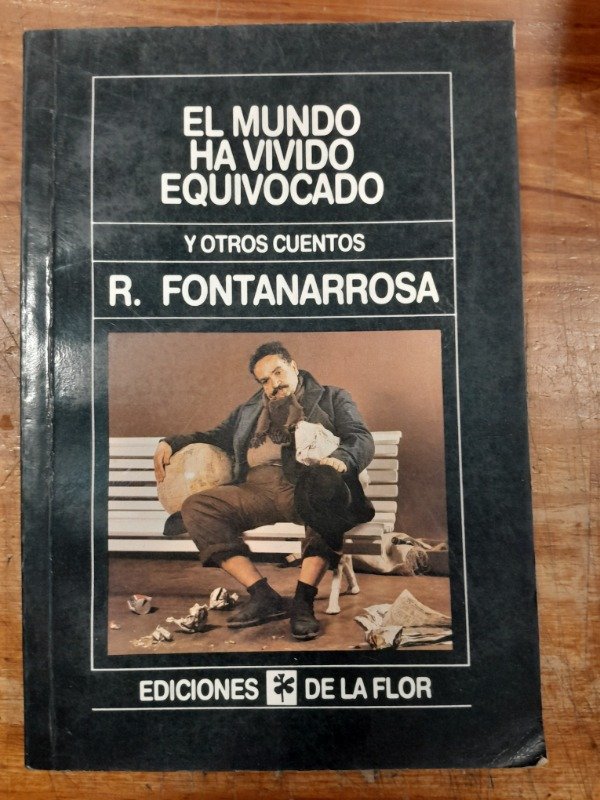 EL MUNDO
HA VIVIDO
EQUIVOCADO
Y OTROS CUENTOS
R. FONTANARROSA
EDICIONES DE LA FLOR